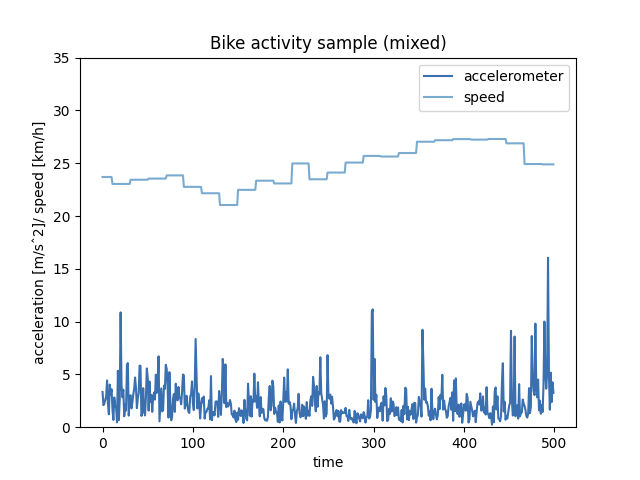 Bike activity sample (mixed)
accelerometer
speed
acceleration [m/sˆ2]/ speed [km/h]
35
30
25
20
15
10
5
0
0 100 200 300 400 500
time